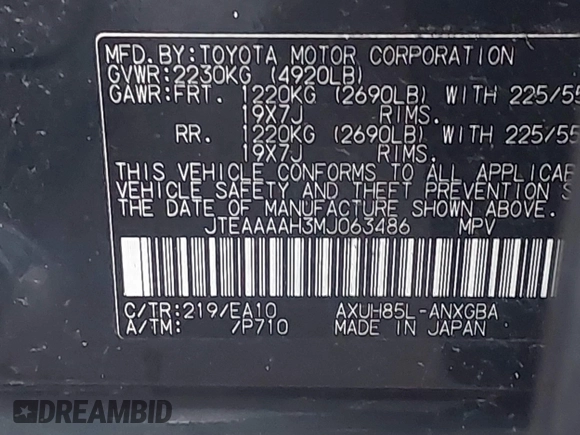 MFD. BY: TOYOTA MOTOR CORPORATION
GVWR: 2230KG (4920LB)
GAWR: FRT. 1220KG (2690LB) WITH 225/55
19X7J RIMS.
RR. 1220KG (2690LB) WITH 225/55
19X7J RIMS.
THIS VEHICLE CONFORMS TO ALL APPLICAB
VEHICLE SAFETY AND THEFT PREVENTION S
THE DATE OF MANUFACTURE SHOWN ABOVE.
JTEAAAAH3MJ063486 MPV
C/TR: 219/EA10 AXUH85L-ANXGBA
A/TM: /P710 MADE IN JAPAN
DREAMBID